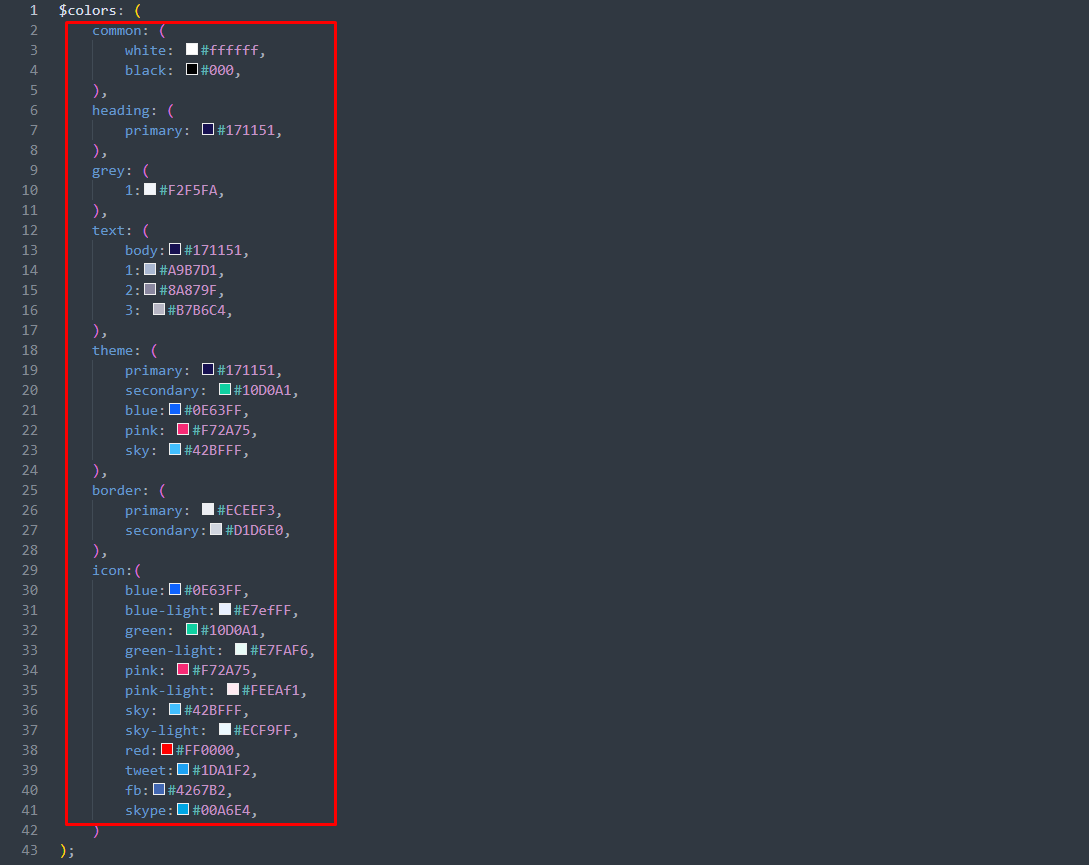 1 $colors: (
2 common: (
3 white: #ffffff,
4 black: #000,
5 ),
6 heading: (
7 primary: #171151,
8 ),
9 grey: (
10 1: #F2F5FA,
11 ),
12 text: (
13 body: #171151,
14 1: #A9B7D1,
15 2: #8A879F,
16 3: #B7B6C4,
17 ),
18 theme: (
19 primary: #171151,
20 secondary: #10D0A1,
21 blue: #0E63FF,
22 pink: #F72A75,
23 sky: #42BFFF,
24 ),
25 border: (
26 primary: #ECEEF3,
27 secondary: #D1D6E0,
28 ),
29 icon:(
30 blue: #0E63FF,
31 blue-light: #E7efFF,
32 green: #10D0A1,
33 green-light: #E7FAF6,
34 pink: #F72A75,
35 pink-light: #FEEAf1,
36 sky: #42BFFF,
37 sky-light: #ECF9FF,
38 red: #FF0000,
39 tweet: #1DA1F2,
40 fb: #4267B2,
41 skype: #00A6E4,
42 )
43 );